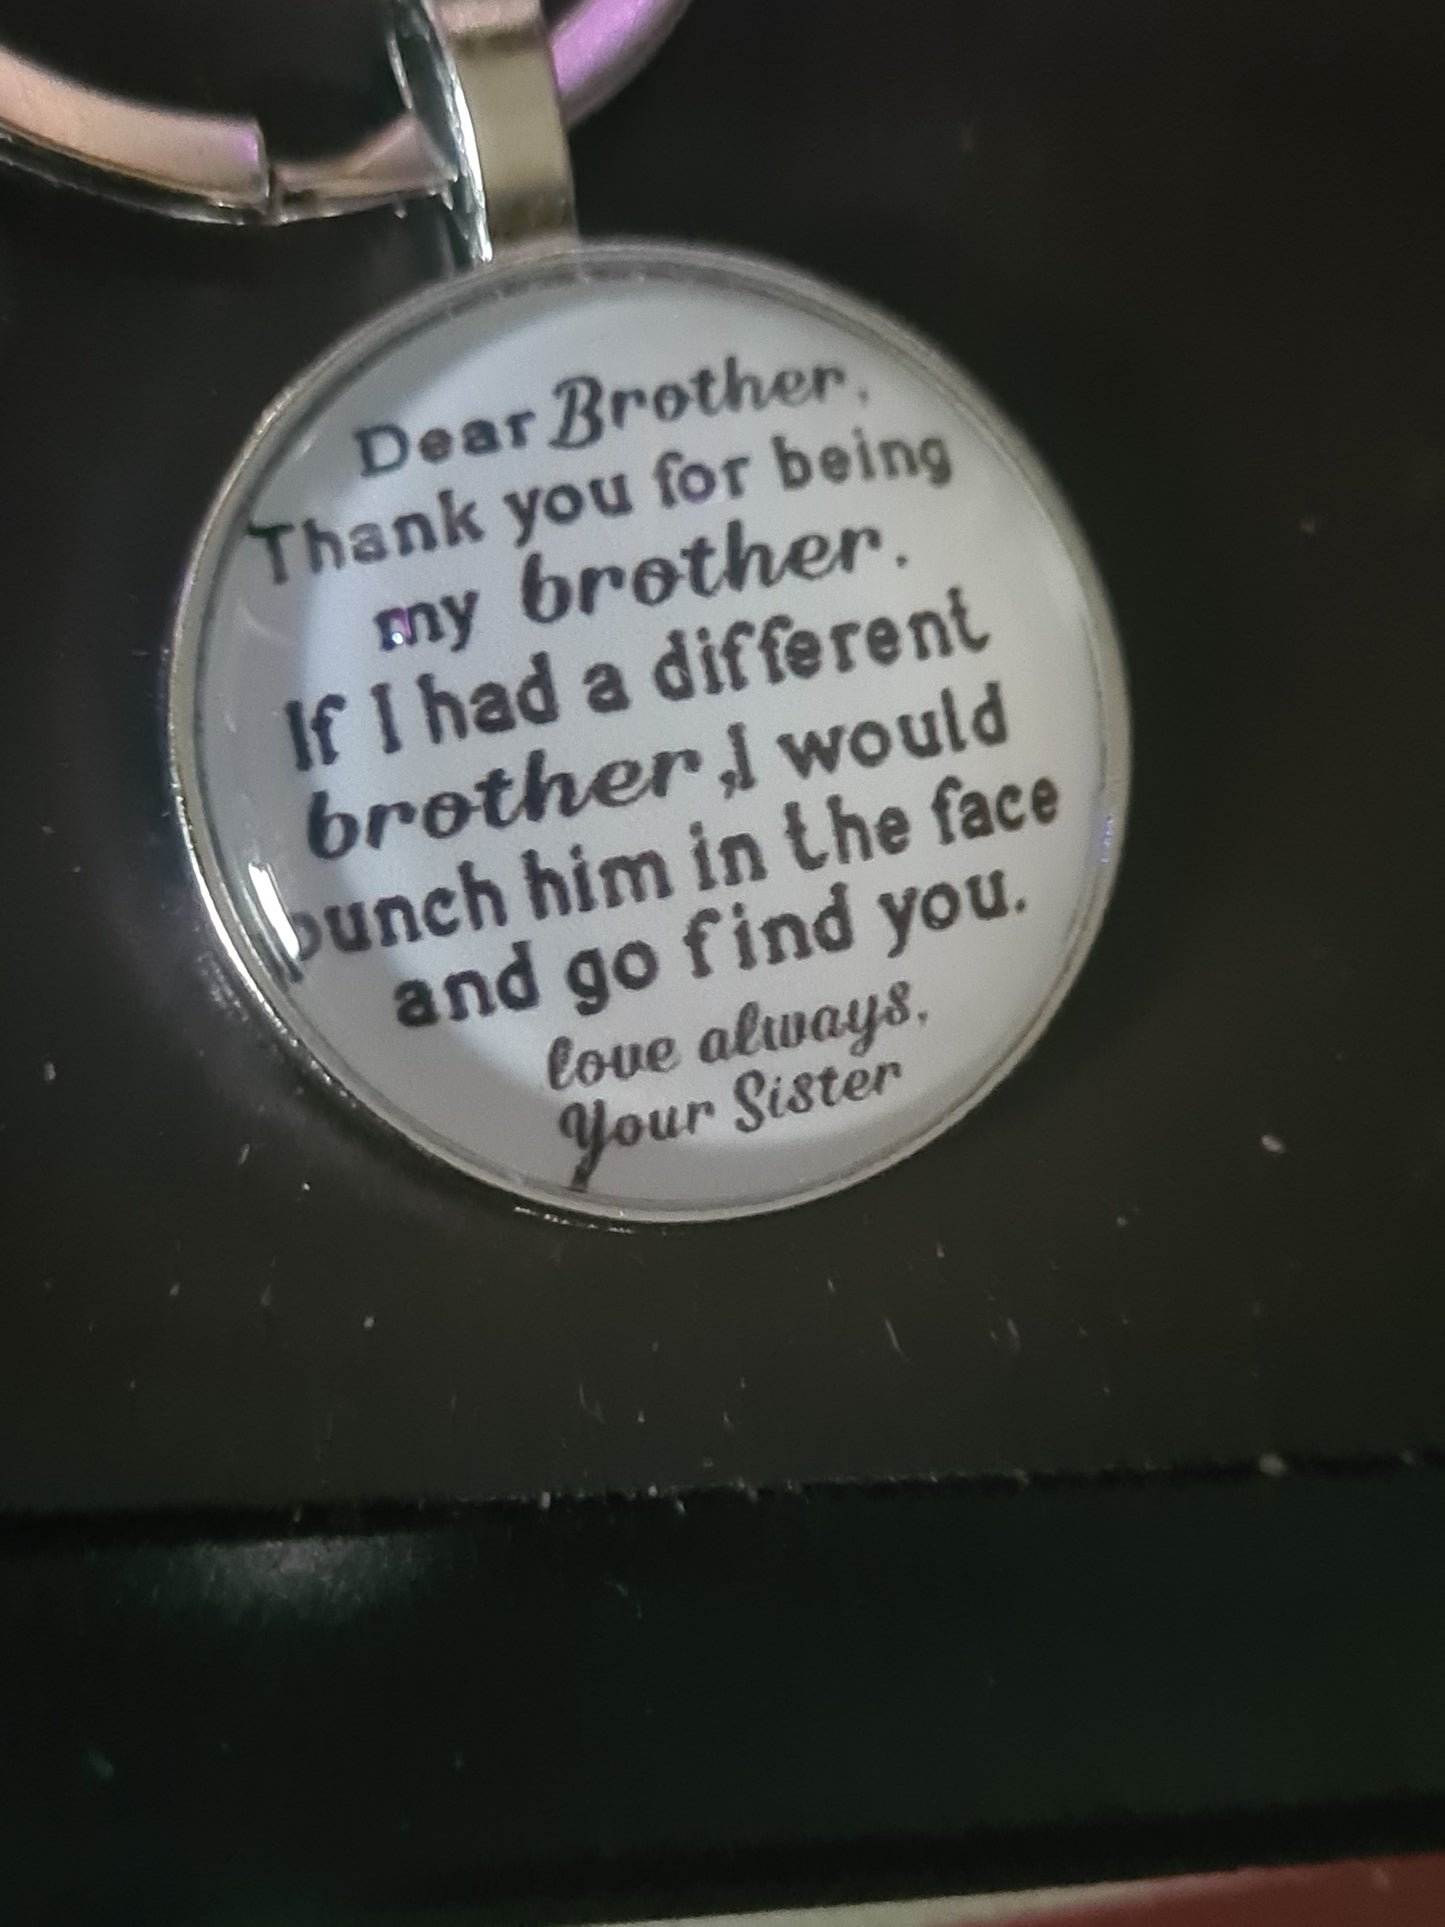 Dear Brother,
Thank you for being
my brother.
If I had a different
brother, I would
punch him in the face
and go find you.
love always,
Your Sister